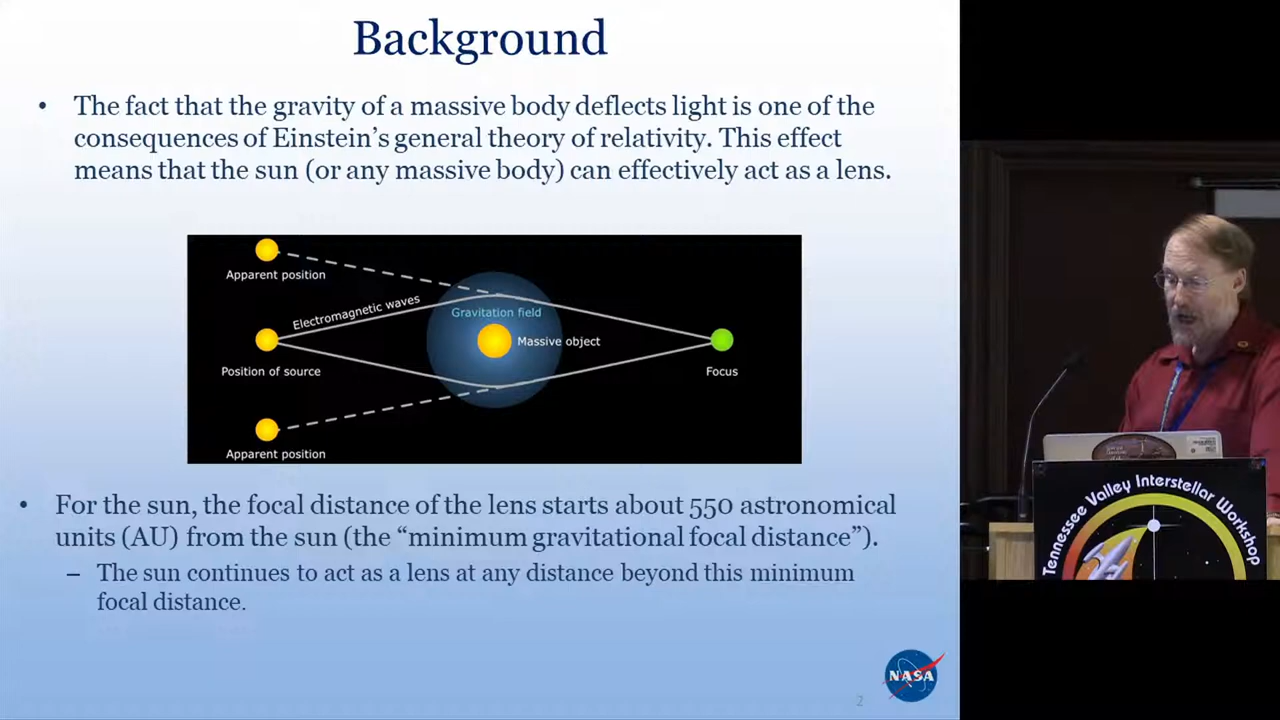 Background
• The fact that the gravity of a massive body deflects light is one of the
consequences of Einstein's general theory of relativity. This effect
means that the sun (or any massive body) can effectively act as a lens.
Apparent position
Electromagnetic waves
Gravitation field
Massive object
Position of source
Focus
Apparent position
• For the sun, the focal distance of the lens starts about 550 astronomical
units (AU) from the sun (the “minimum gravitational focal distance”).
– The sun continues to act as a lens at any distance beyond this minimum
focal distance.
NASA
2
Tennessee Valley Interstellar Workshop